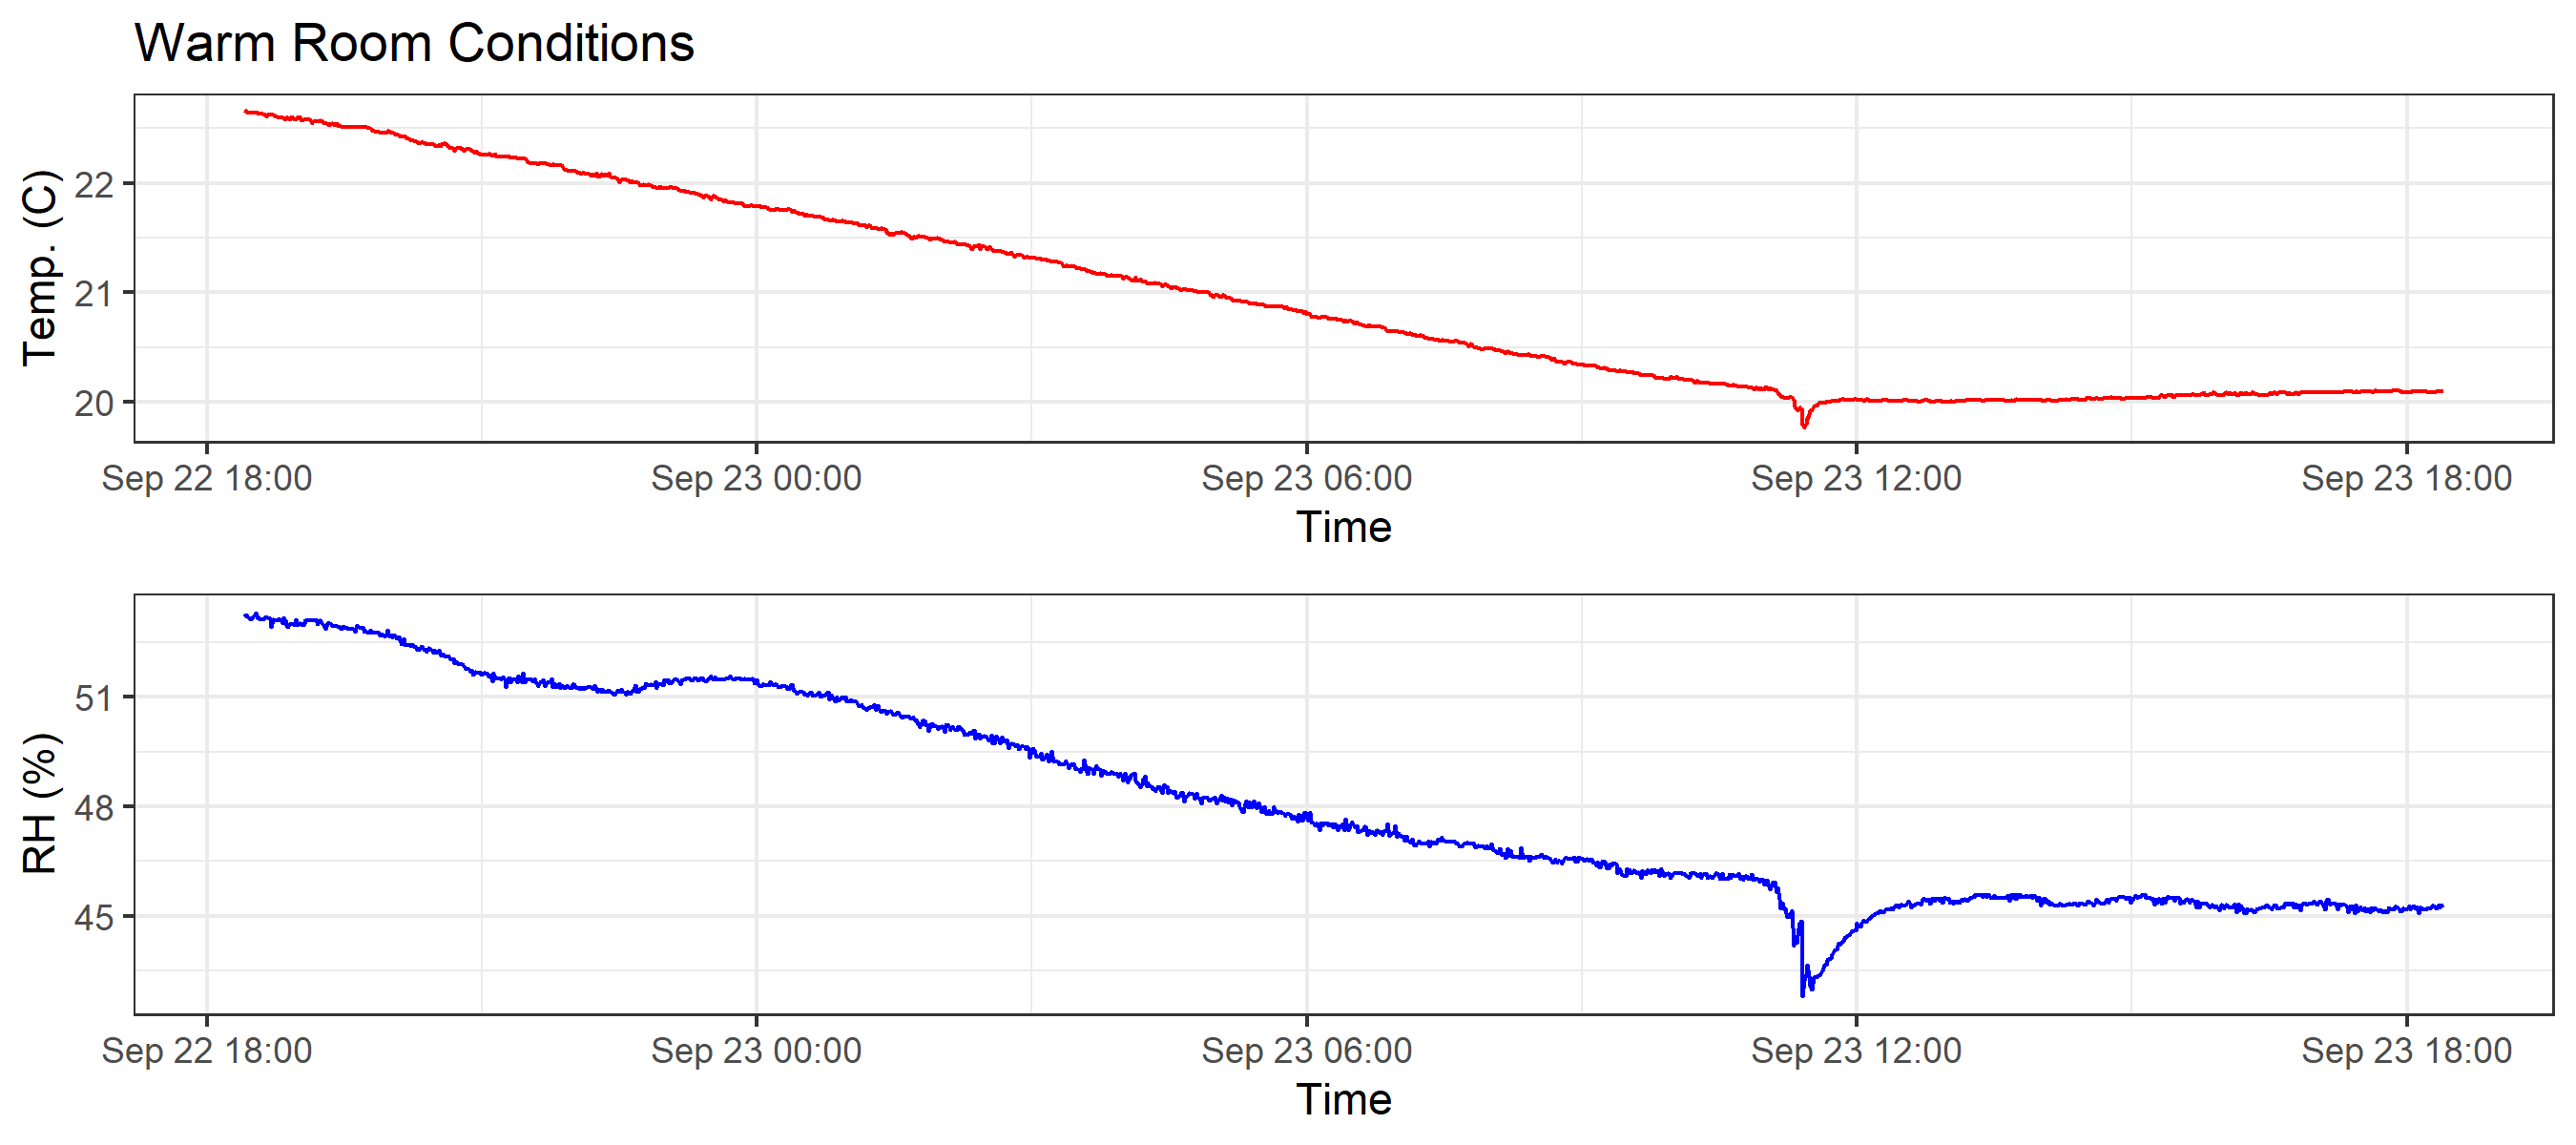 Warm Room Conditions
Temp. (C)
22
21
20
Sep 22 18:00 Sep 23 00:00 Sep 23 06:00 Sep 23 12:00 Sep 23 18:00
Time
RH (%)
51
48
45
Sep 22 18:00 Sep 23 00:00 Sep 23 06:00 Sep 23 12:00 Sep 23 18:00
Time